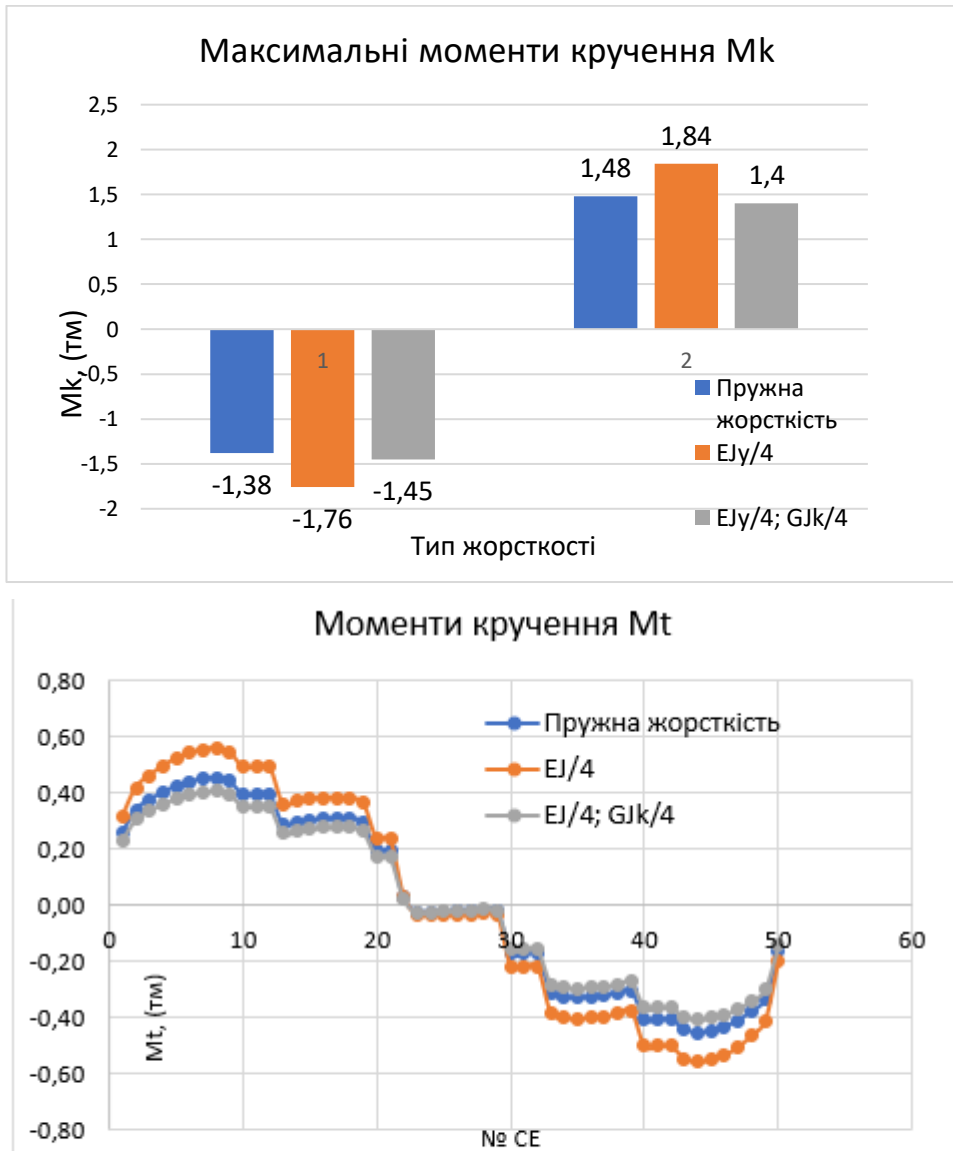 Максимальні моменти кручення Mk
2,5
2
1,5
1
0,5
0
-0,5
-1
-1,5
-2
Mk, (тм)
1,48
1,84
1,4
1
2
-1,38
-1,76
-1,45
Пружна
жорсткість
EJy/4
EJy/4; GJk/4
Тип жорсткості
Моменти кручення Mt
0,80
0,60
0,40
0,20
0,00
-0,20
-0,40
-0,60
-0,80
Mt, (тм)
Пружна жорсткість
EJ/4
EJ/4; GJk/4
0
10
20
30
40
50
60
№ СЕ